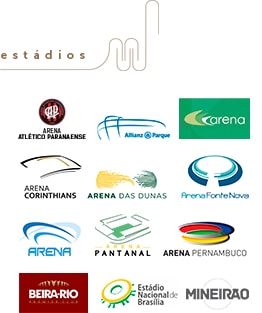 estádios
ARENA
ATLÉTICO PARANAENSE
Allianz Parque
arena
ARENA
CORINTHIANS
ARENA DAS DUNAS
Arena Fonte Nova
ARENA
ARENA
PANTANAL
ARENA PERNAMBUCO
BEIRA-RIO
Estádio
Nacional de
Brasília
MINEIRÃO